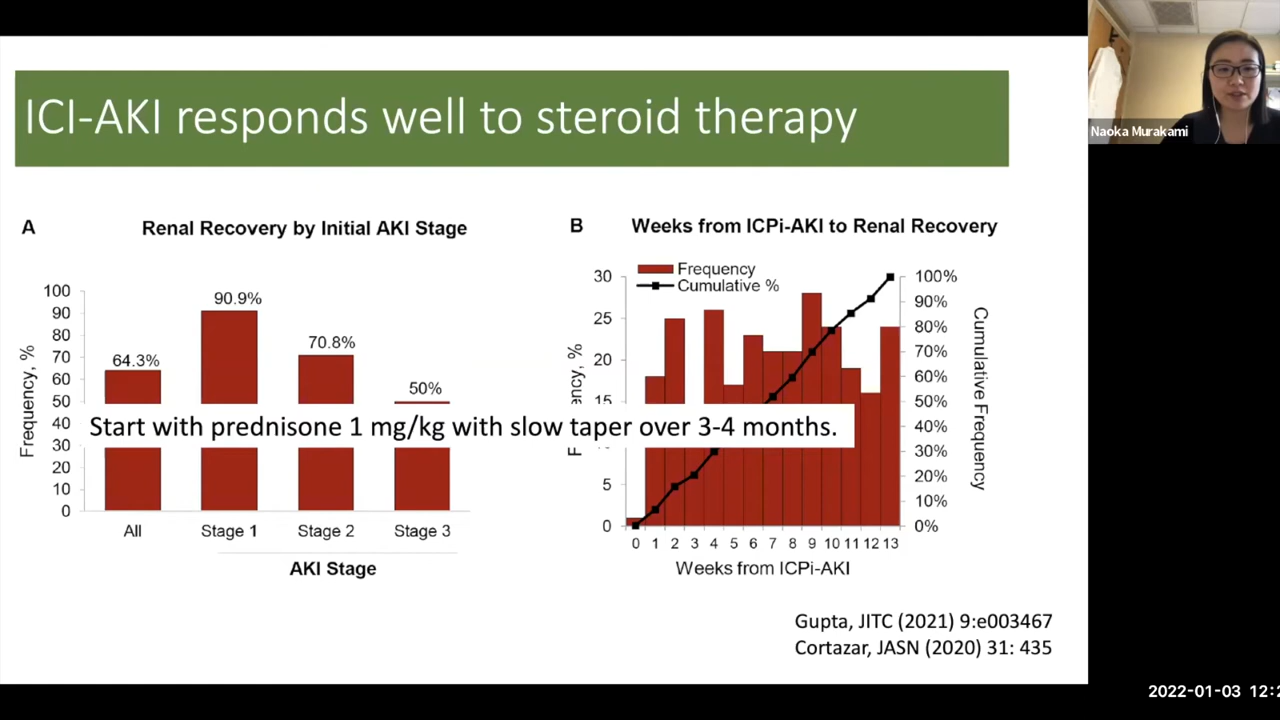 ICI-AKI responds well to steroid therapy
Naoka Murakami
A
Renal Recovery by Initial AKI Stage
Frequency, %
100
90
80
70
60
50
40
30
20
10
0
64.3%
90.9%
70.8%
50%
All
Stage 1
Stage 2
Stage 3
AKI Stage
B
Weeks from ICPi-AKI to Renal Recovery
Frequency
Cumulative %
30
25
20
15
5
0
100%
90%
80%
70%
60%
50%
40%
30%
20%
10%
0%
Cumulative Frequency
0 1 2 3 4 5 6 7 8 9 10 11 12 13
Weeks from ICPi-AKI
Start with prednisone 1 mg/kg with slow taper over 3-4 months.
Gupta, JITC (2021) 9:e003467
Cortazar, JASN (2020) 31: 435
2022-01-03